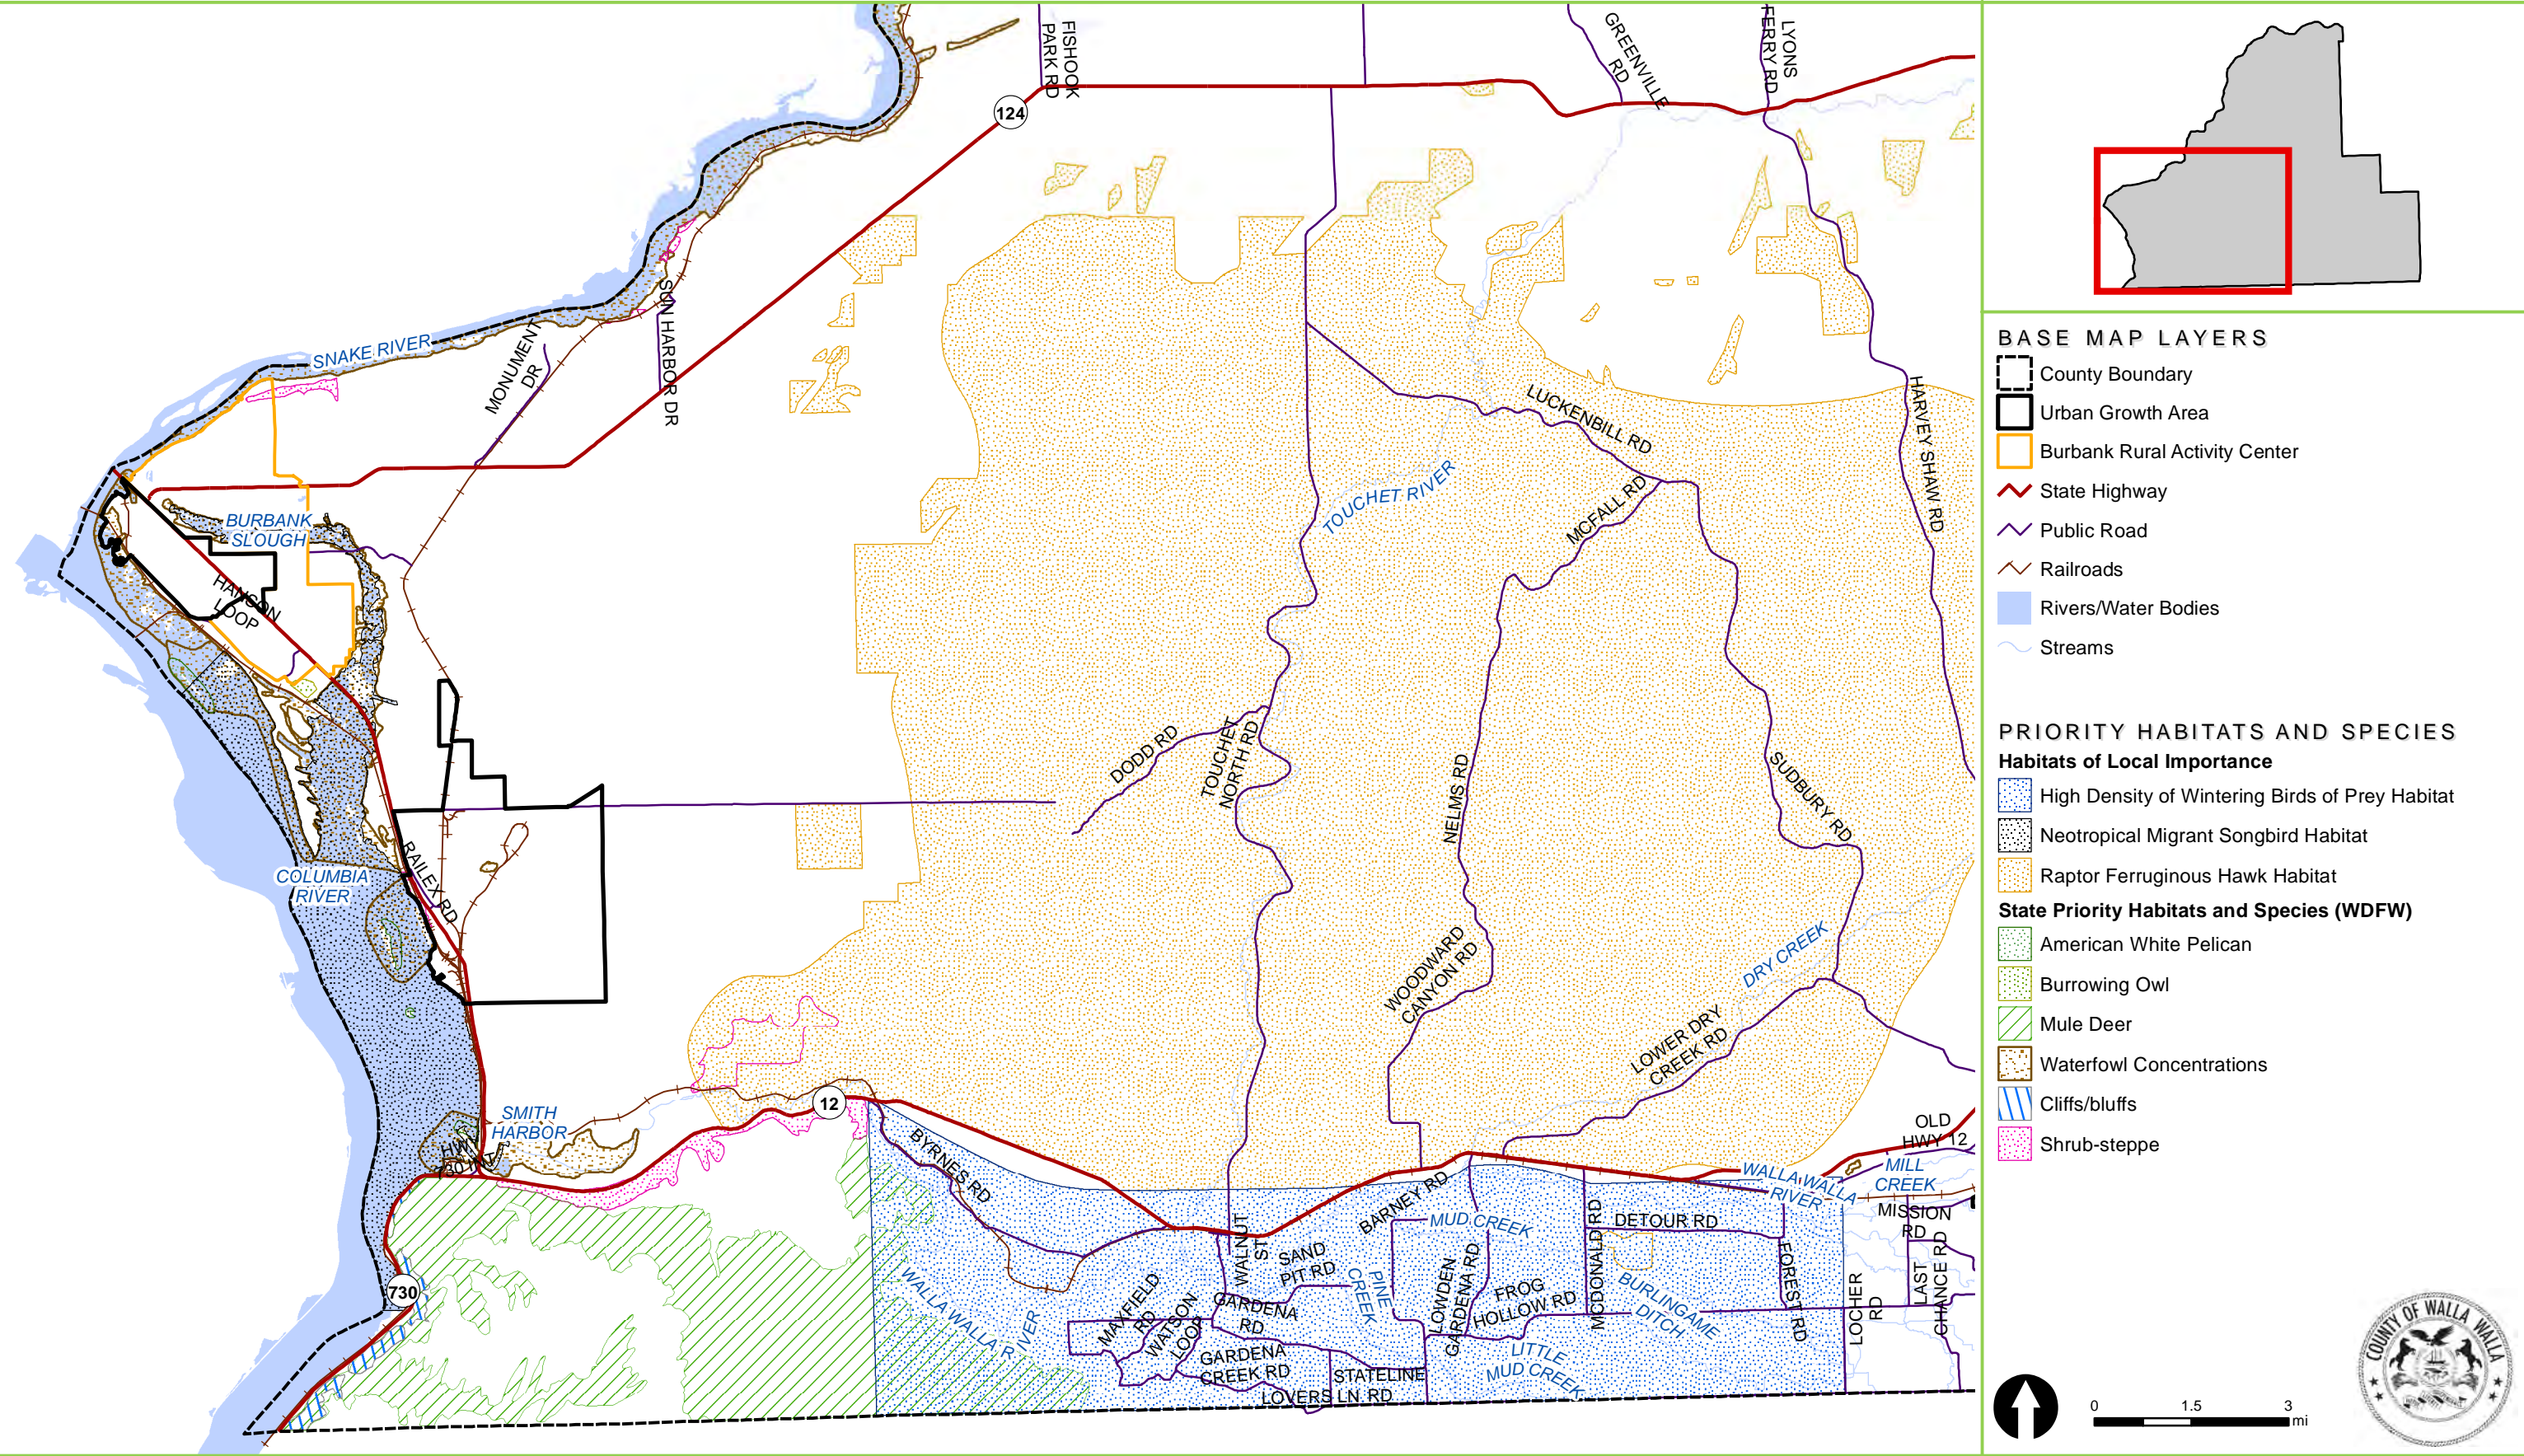 FISHOOK
PARK RD
GREENVILLE
RD
LYONS
FERRY RD
124
SNAKE RIVER
MONUMENT
DR
SUN HARBOR DR
BURBANK
SLOUGH
HANSON
LOOP
LUCKENBILL RD
HARVEY SHAW RD
TOUCHET RIVER
MCFALL RD
DODD RD
TOUCHET
NORTH RD
NELMS RD
SUDBURY RD
COLUMBIA
RIVER
RAILEX RD
WOODWARD
CANYON RD
DRY CREEK
LOWER DRY
CREEK RD
12
SMITH
HARBOR
HWY
730 INT
BYRNES RD
OLD
HWY 12
MILL
CREEK
WALLA WALLA
RIVER
BARNEY RD
MUD CREEK
DETOUR RD
MISSION
RD
WALNUT
ST
SAND
PIT RD
PINE
CREEK
LOWDEN
GARDENA RD
FROG
HOLLOW RD
MCDONALD RD
BURLINGAME
DITCH
FOREST RD
LOCHER
RD
LAST
CHANCE RD
730
WALLA WALLA R
IVER
MAXFIELD
RD
WATSON
LOOP
GARDENA
RD
GARDENA
CREEK RD
STATELINE
LOVERS LN RD
LITTLE
MUD CREEK
BASE MAP LAYERS
County Boundary
Urban Growth Area
Burbank Rural Activity Center
State Highway
Public Road
Railroads
Rivers/Water Bodies
Streams
PRIORITY HABITATS AND SPECIES
Habitats of Local Importance
High Density of Wintering Birds of Prey Habitat
Neotropical Migrant Songbird Habitat
Raptor Ferruginous Hawk Habitat
State Priority Habitats and Species (WDFW)
American White Pelican
Burrowing Owl
Mule Deer
Waterfowl Concentrations
Cliffs/bluffs
Shrub-steppe
0 1.5 3
mi
COUNTY OF WALLA WALLA